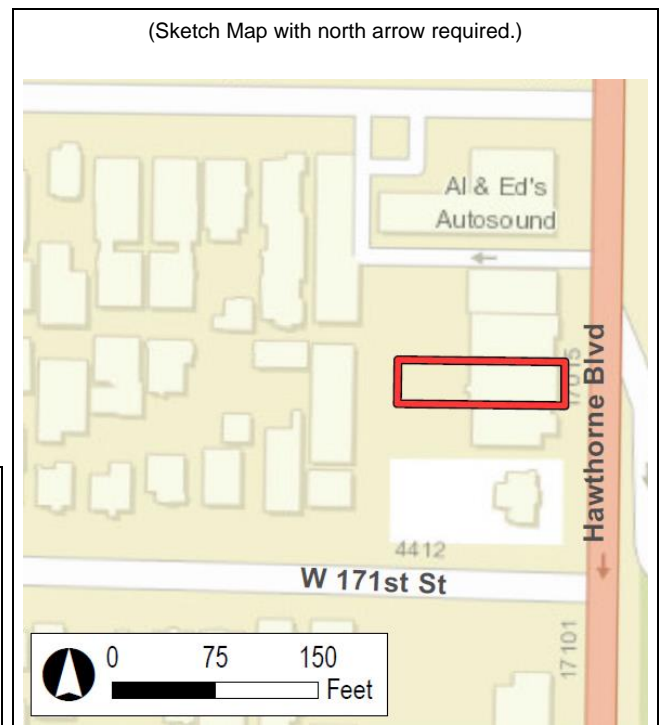 (Sketch Map with north arrow required.)
Al & Ed's
Autosound
Hawthorne Blvd
17015
4412
W 171st St
17101
0 75 150
Feet